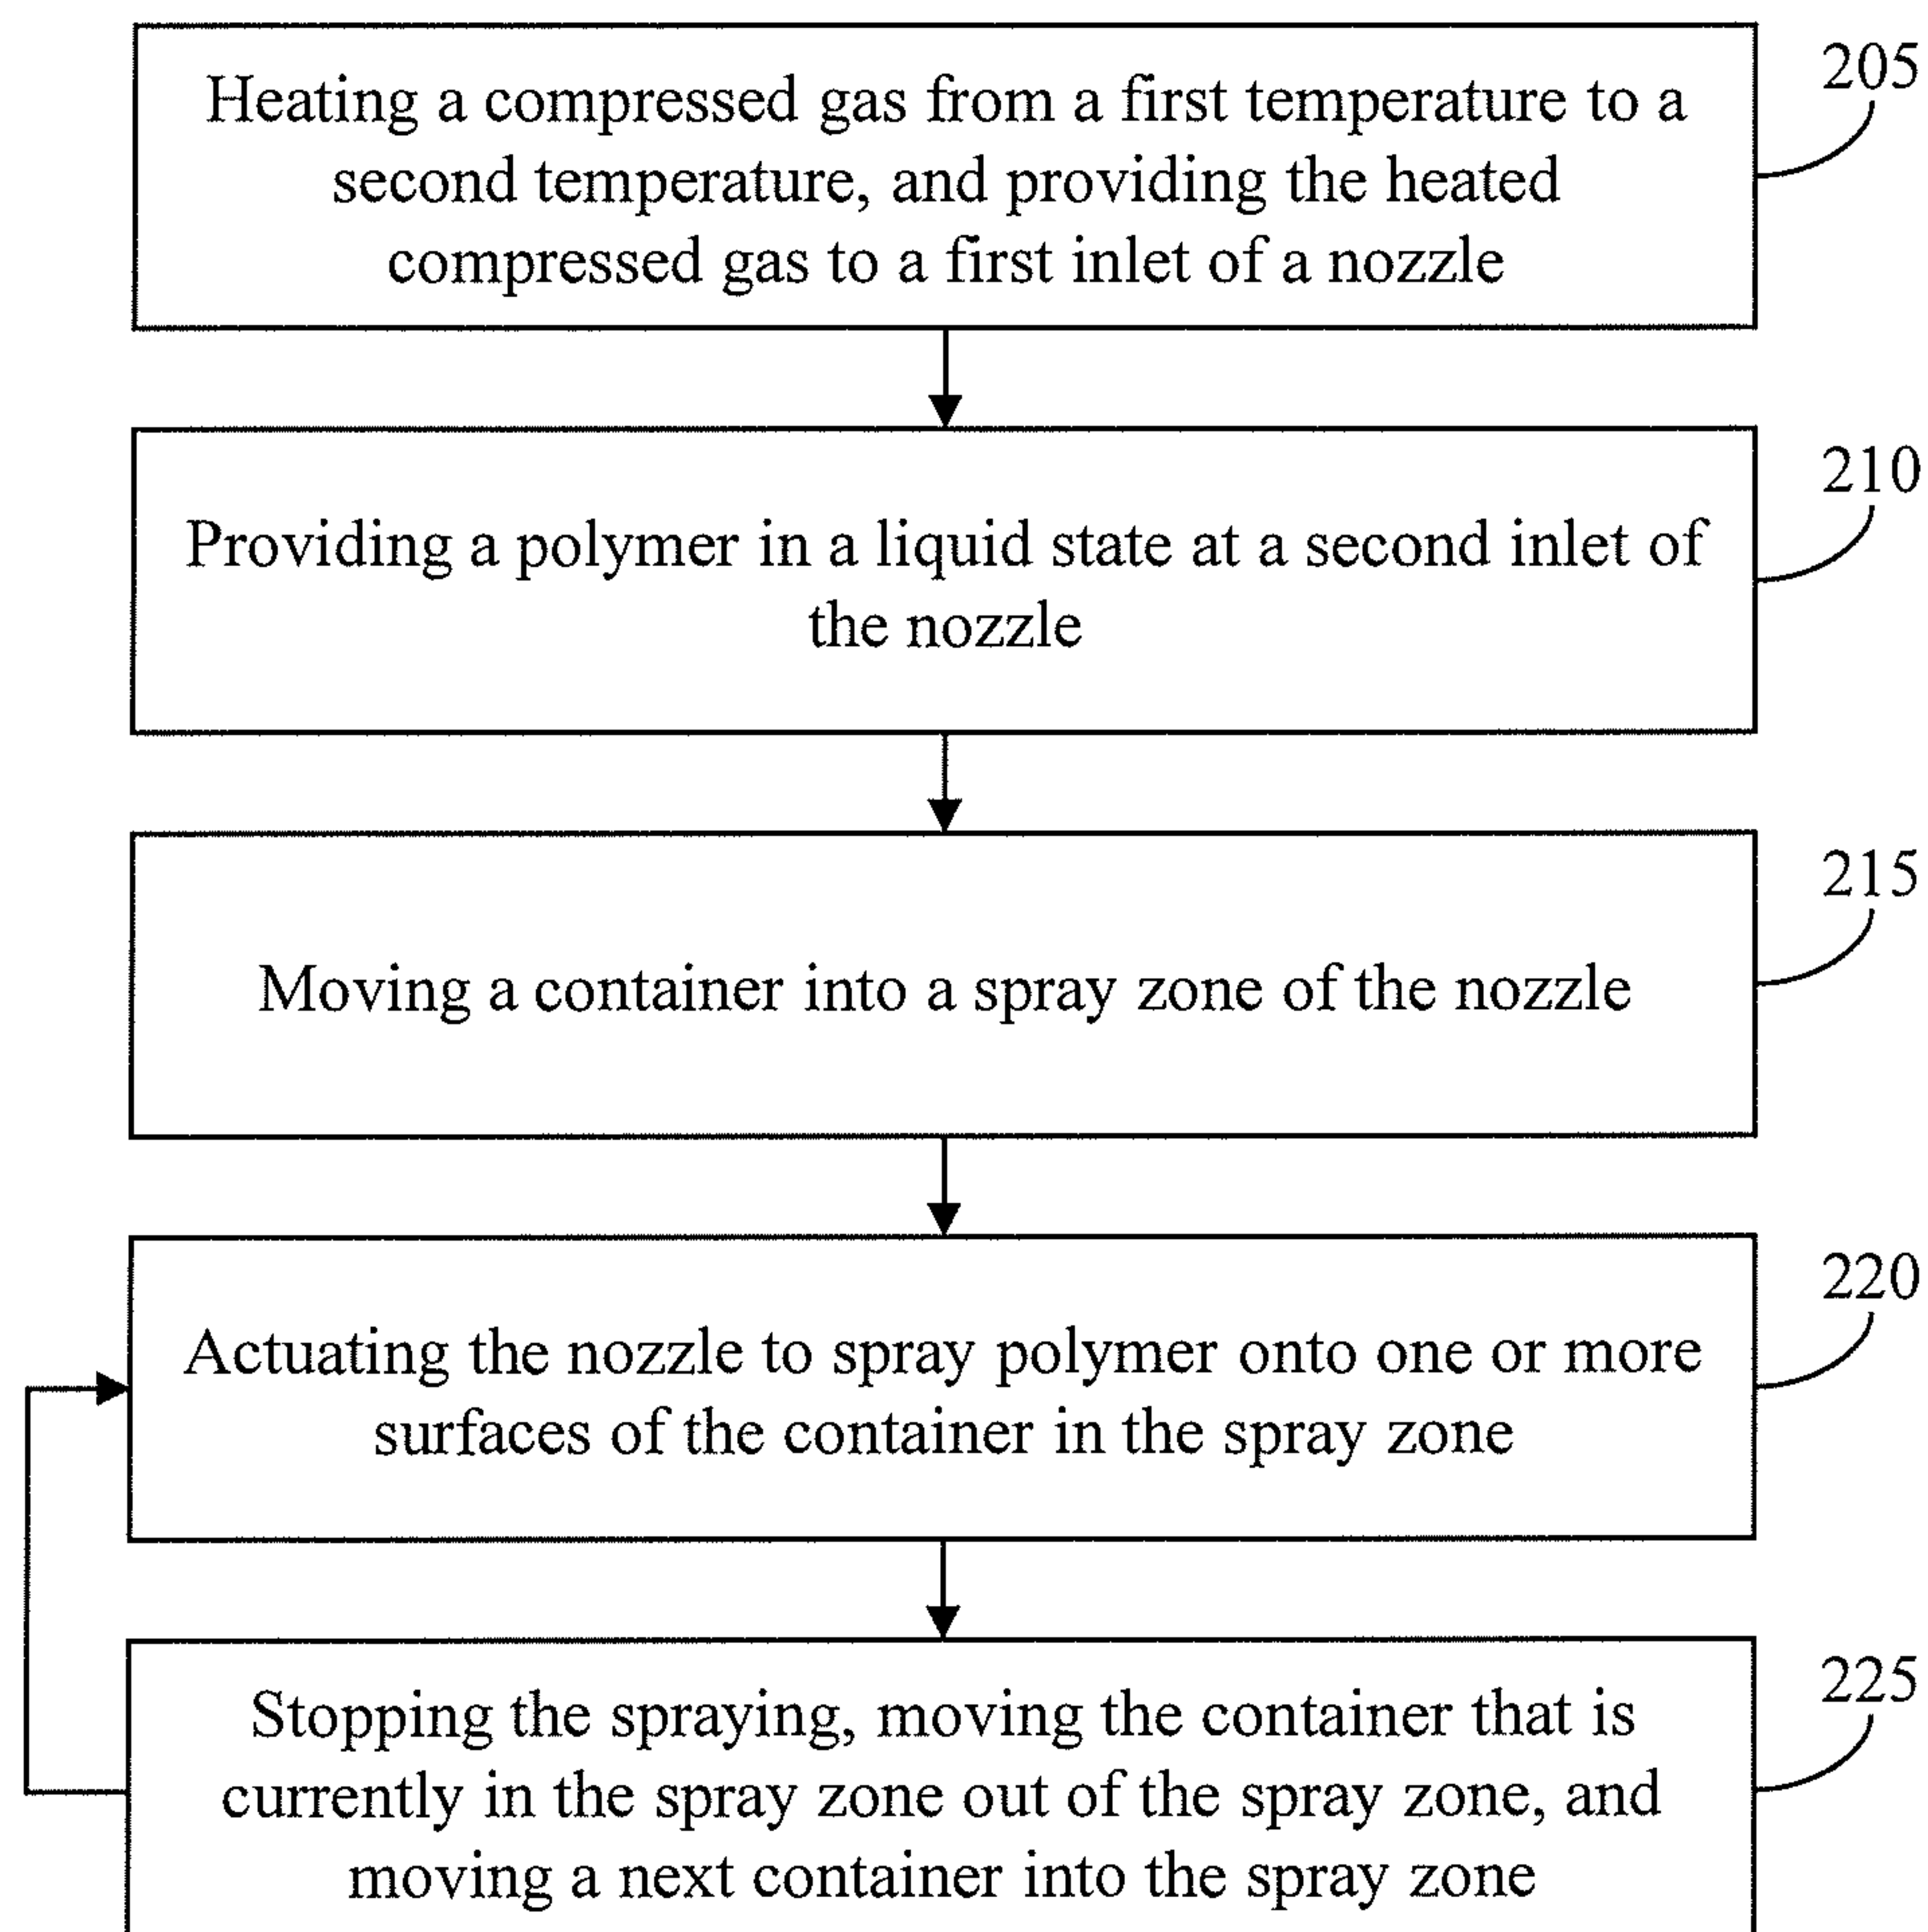 Heating a compressed gas from a first temperature to a
second temperature, and providing the heated
compressed gas to a first inlet of a nozzle
205
Providing a polymer in a liquid state at a second inlet of
the nozzle
210
Moving a container into a spray zone of the nozzle
215
Actuating the nozzle to spray polymer onto one or more
surfaces of the container in the spray zone
220
Stopping the spraying, moving the container that is
currently in the spray zone out of the spray zone, and
moving a next container into the spray zone
225